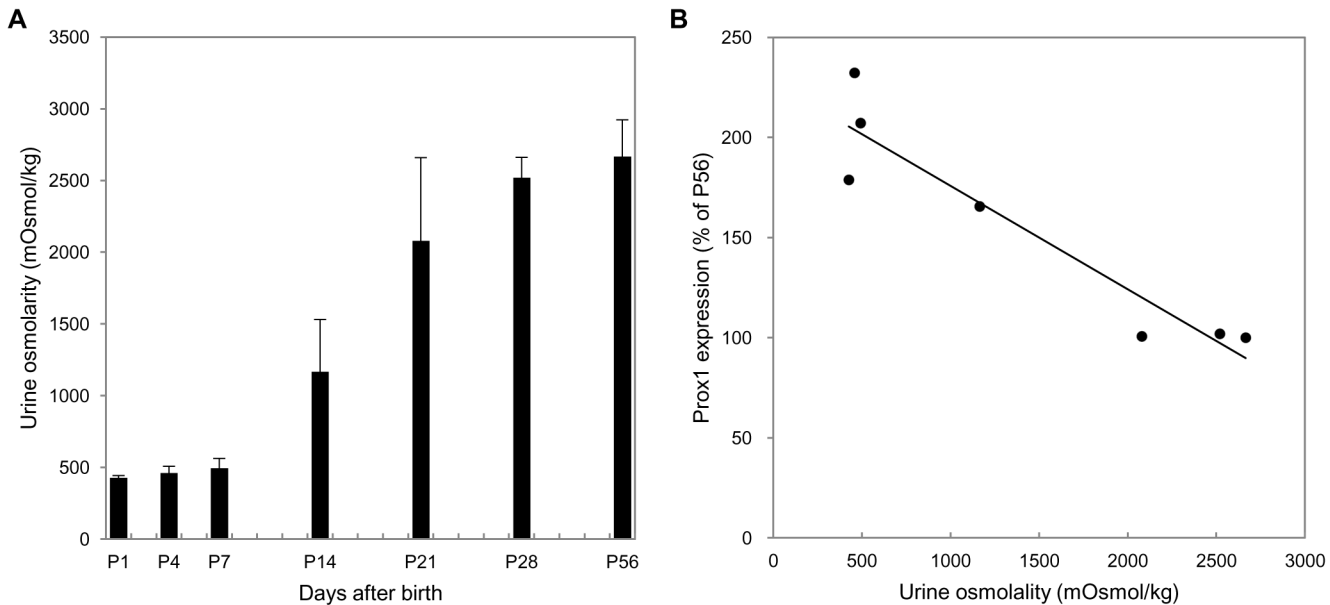 A
3500
3000
2500
2000
1500
1000
500
0
Urine osmolarity (mOsmol/kg)
P1 P4 P7 P14 P21 P28 P56
Days after birth
B
250
200
150
100
50
0
Prox1 expression (% of P56)
0 500 1000 1500 2000 2500 3000
Urine osmolality (mOsmol/kg)